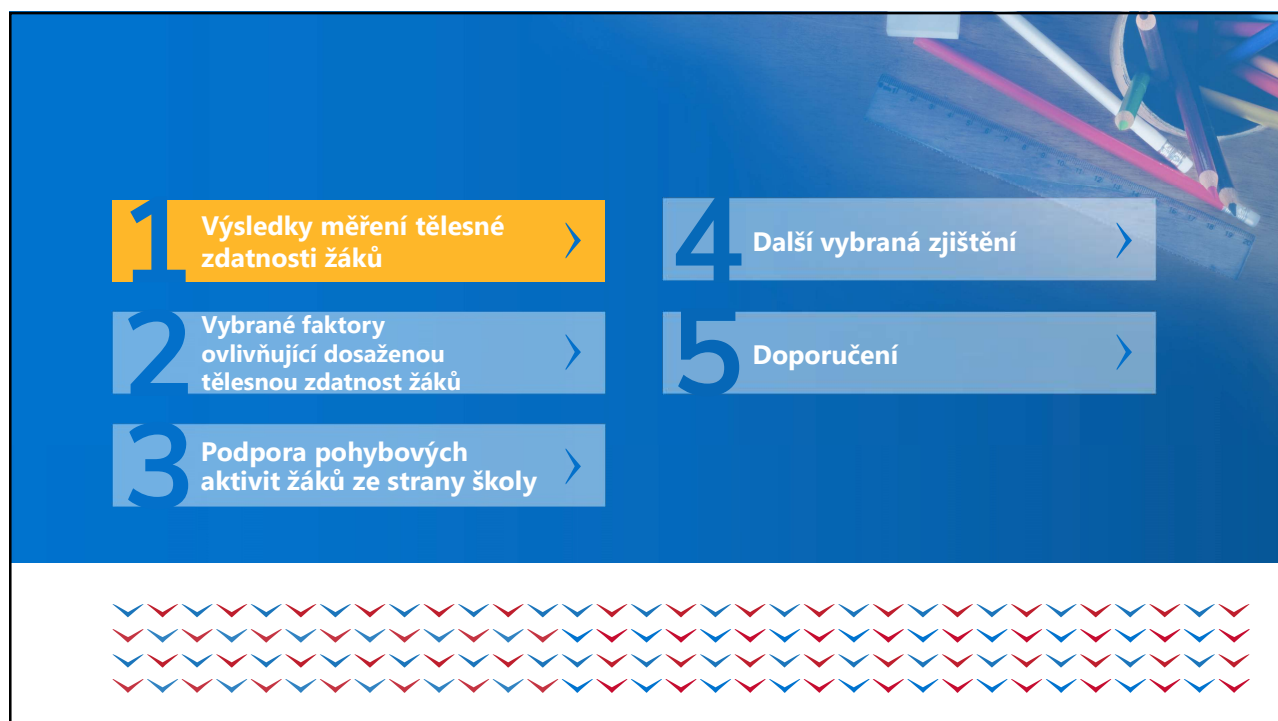 1
Výsledky měření tělesné
zdatnosti žáků
2
Vybrané faktory
ovlivňující dosaženou
tělesnou zdatnost žáků
3
Podpora pohybových
aktivit žáků ze strany školy
4
Další vybraná zjištění
5
Doporučení